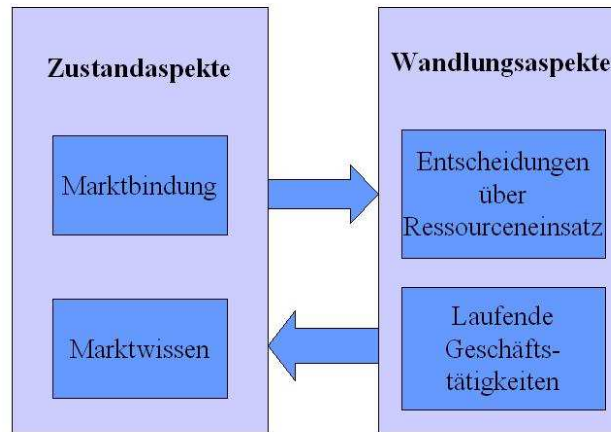 Zustandaspekte
Marktbindung
Marktwissen
Wandlungsaspekte
Entscheidungen
über
Ressourceneinsatz
Laufende
Geschäfts-
tätigkeiten